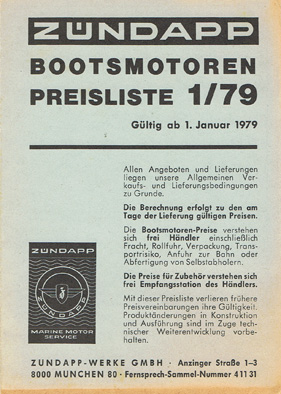 ZÜNDAPP
BOOTSMOTOREN
PREISLISTE 1/79
Gültig ab 1. Januar 1979
Allen Angeboten und Lieferungen
liegen unsere Allgemeinen Ver-
kaufs- und Lieferungsbedingungen
zu Grunde.
Die Berechnung erfolgt zu den am
Tage der Lieferung gültigen Preisen.
Die Bootsmotoren-Preise verstehen
sich frei Händler einschließlich
Fracht, Rollfuhr, Verpackung, Trans-
portrisiko, Anfuhr zur Bahn oder
Abfertigung von Selbstabholern.
Die Preise für Zubehör verstehen sich
frei Empfangsstation des Händlers.
Mit dieser Preisliste verlieren frühere
Preisvereinbarungen ihre Gültigkeit.
Produktänderungen in Konstruktion
und Ausführung sind im Zuge tech-
nischer Weiterentwicklung vorbe-
halten.
ZÜNDAPP
ZÜNDAPP
MARINE MOTOR
SERVICE
ZUNDAPP-WERKE GMBH · Anzinger Straße 1-3
8000 MUNCHEN 80 · Fernsprech-Sammel-Nummer 41131